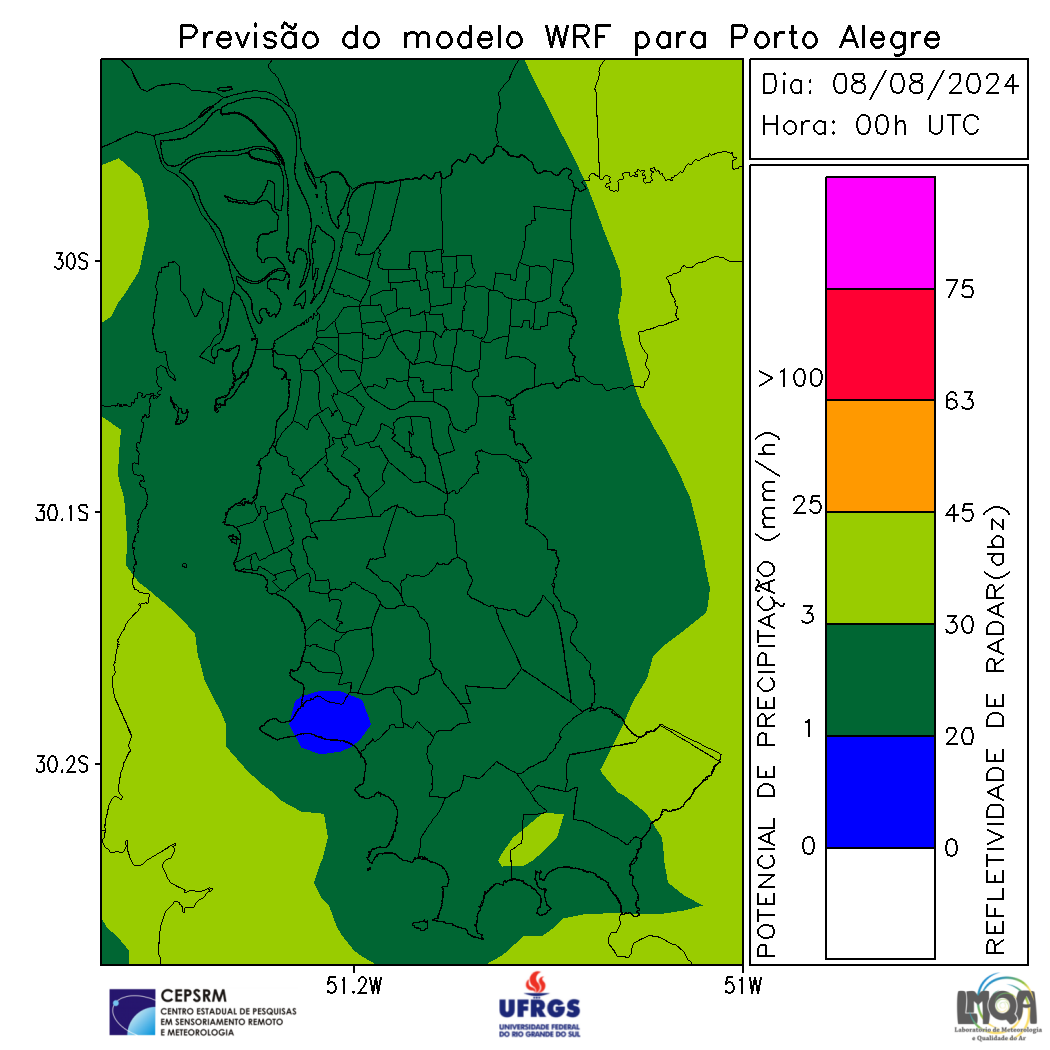 Previsão do modelo WRF para Porto Alegre
Dia: 08/08/2024
Hora: 00h UTC
30S
30.1S
30.2S
51.2W
51W
POTENCIAL DE PRECIPITAÇÃO (mm/h)
>100
25
3
1
0
75
63
45
30
20
0
REFLETIVIDADE DE RADAR(dbz)
CEPSRM
CENTRO ESTADUAL DE PESQUISAS
EM SENSORIAMENTO REMOTO
E METEOROLOGIA
UFRGS
UNIVERSIDADE FEDERAL
DO RIO GRANDE DO SUL
LMQA
Laboratório de Meteorologia
e Qualidade do Ar